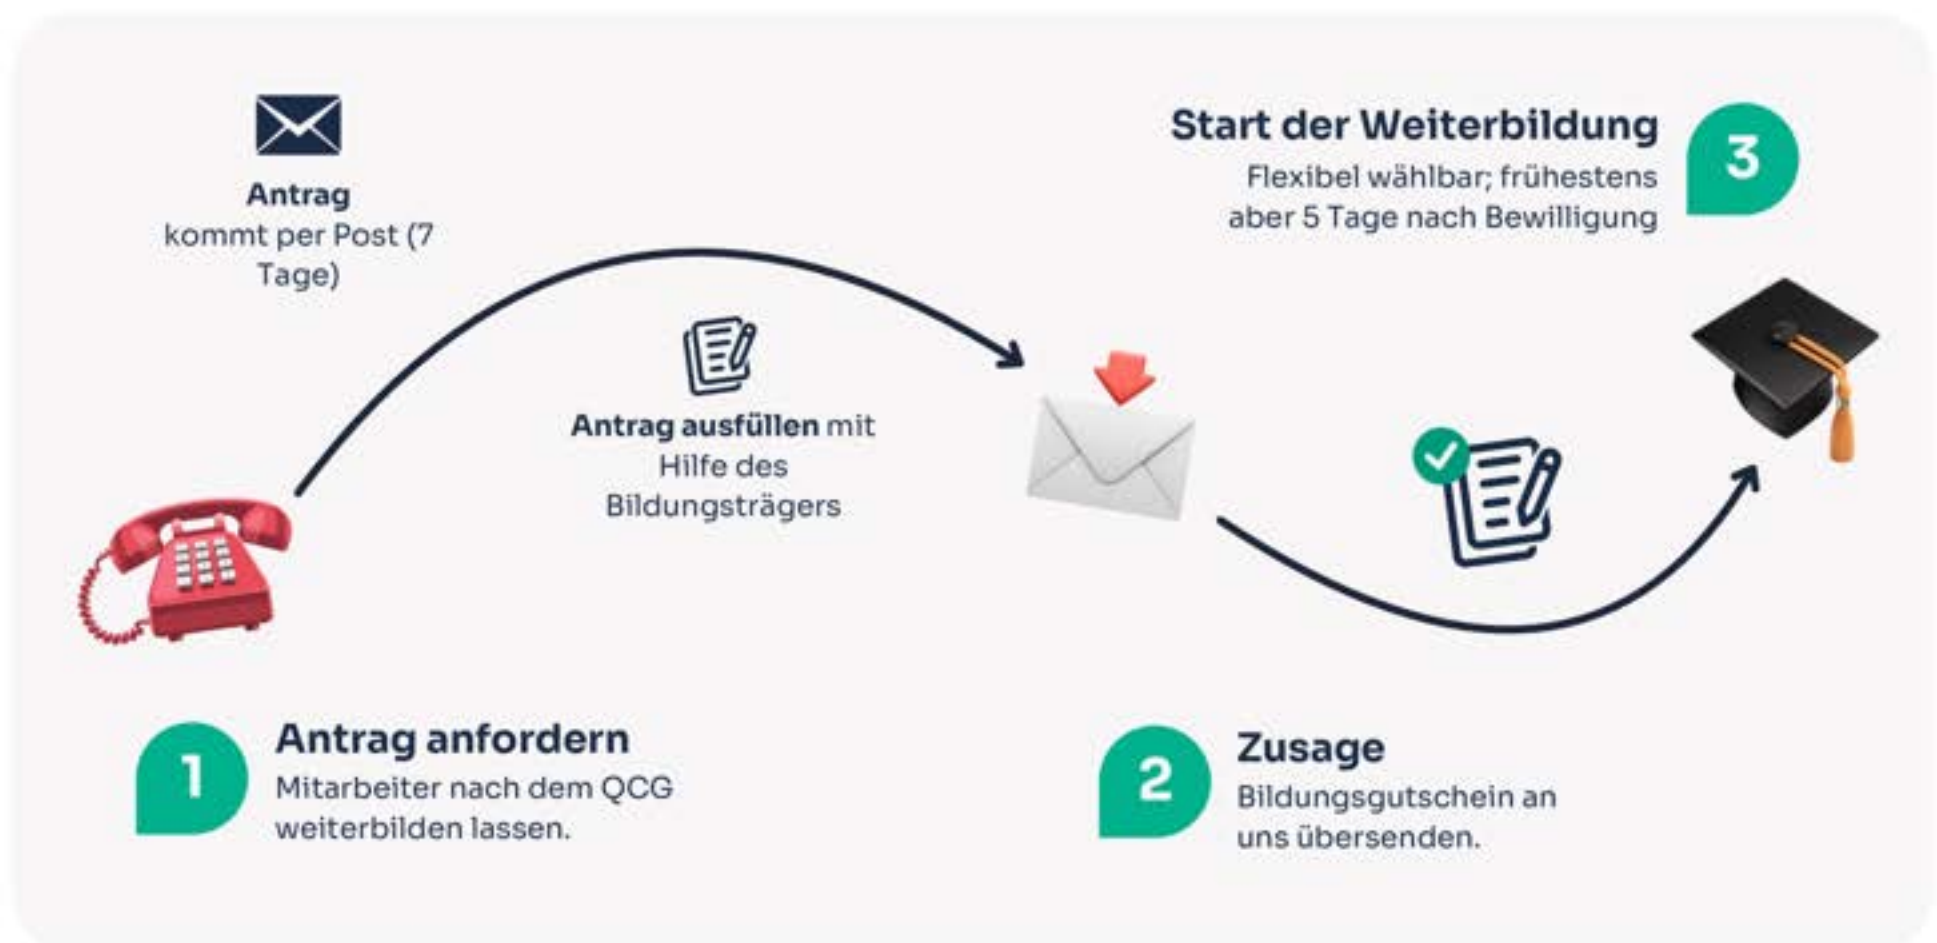 Antrag
kommt per Post (7
Tage)
Antrag ausfüllen mit
Hilfe des
Bildungsträgers
Start der Weiterbildung
Flexibel wählbar; frühestens
aber 5 Tage nach Bewilligung
3
1
Antrag anfordern
Mitarbeiter nach dem QCG
weiterbilden lassen.
2
Zusage
Bildungsgutschein an
uns übersenden.